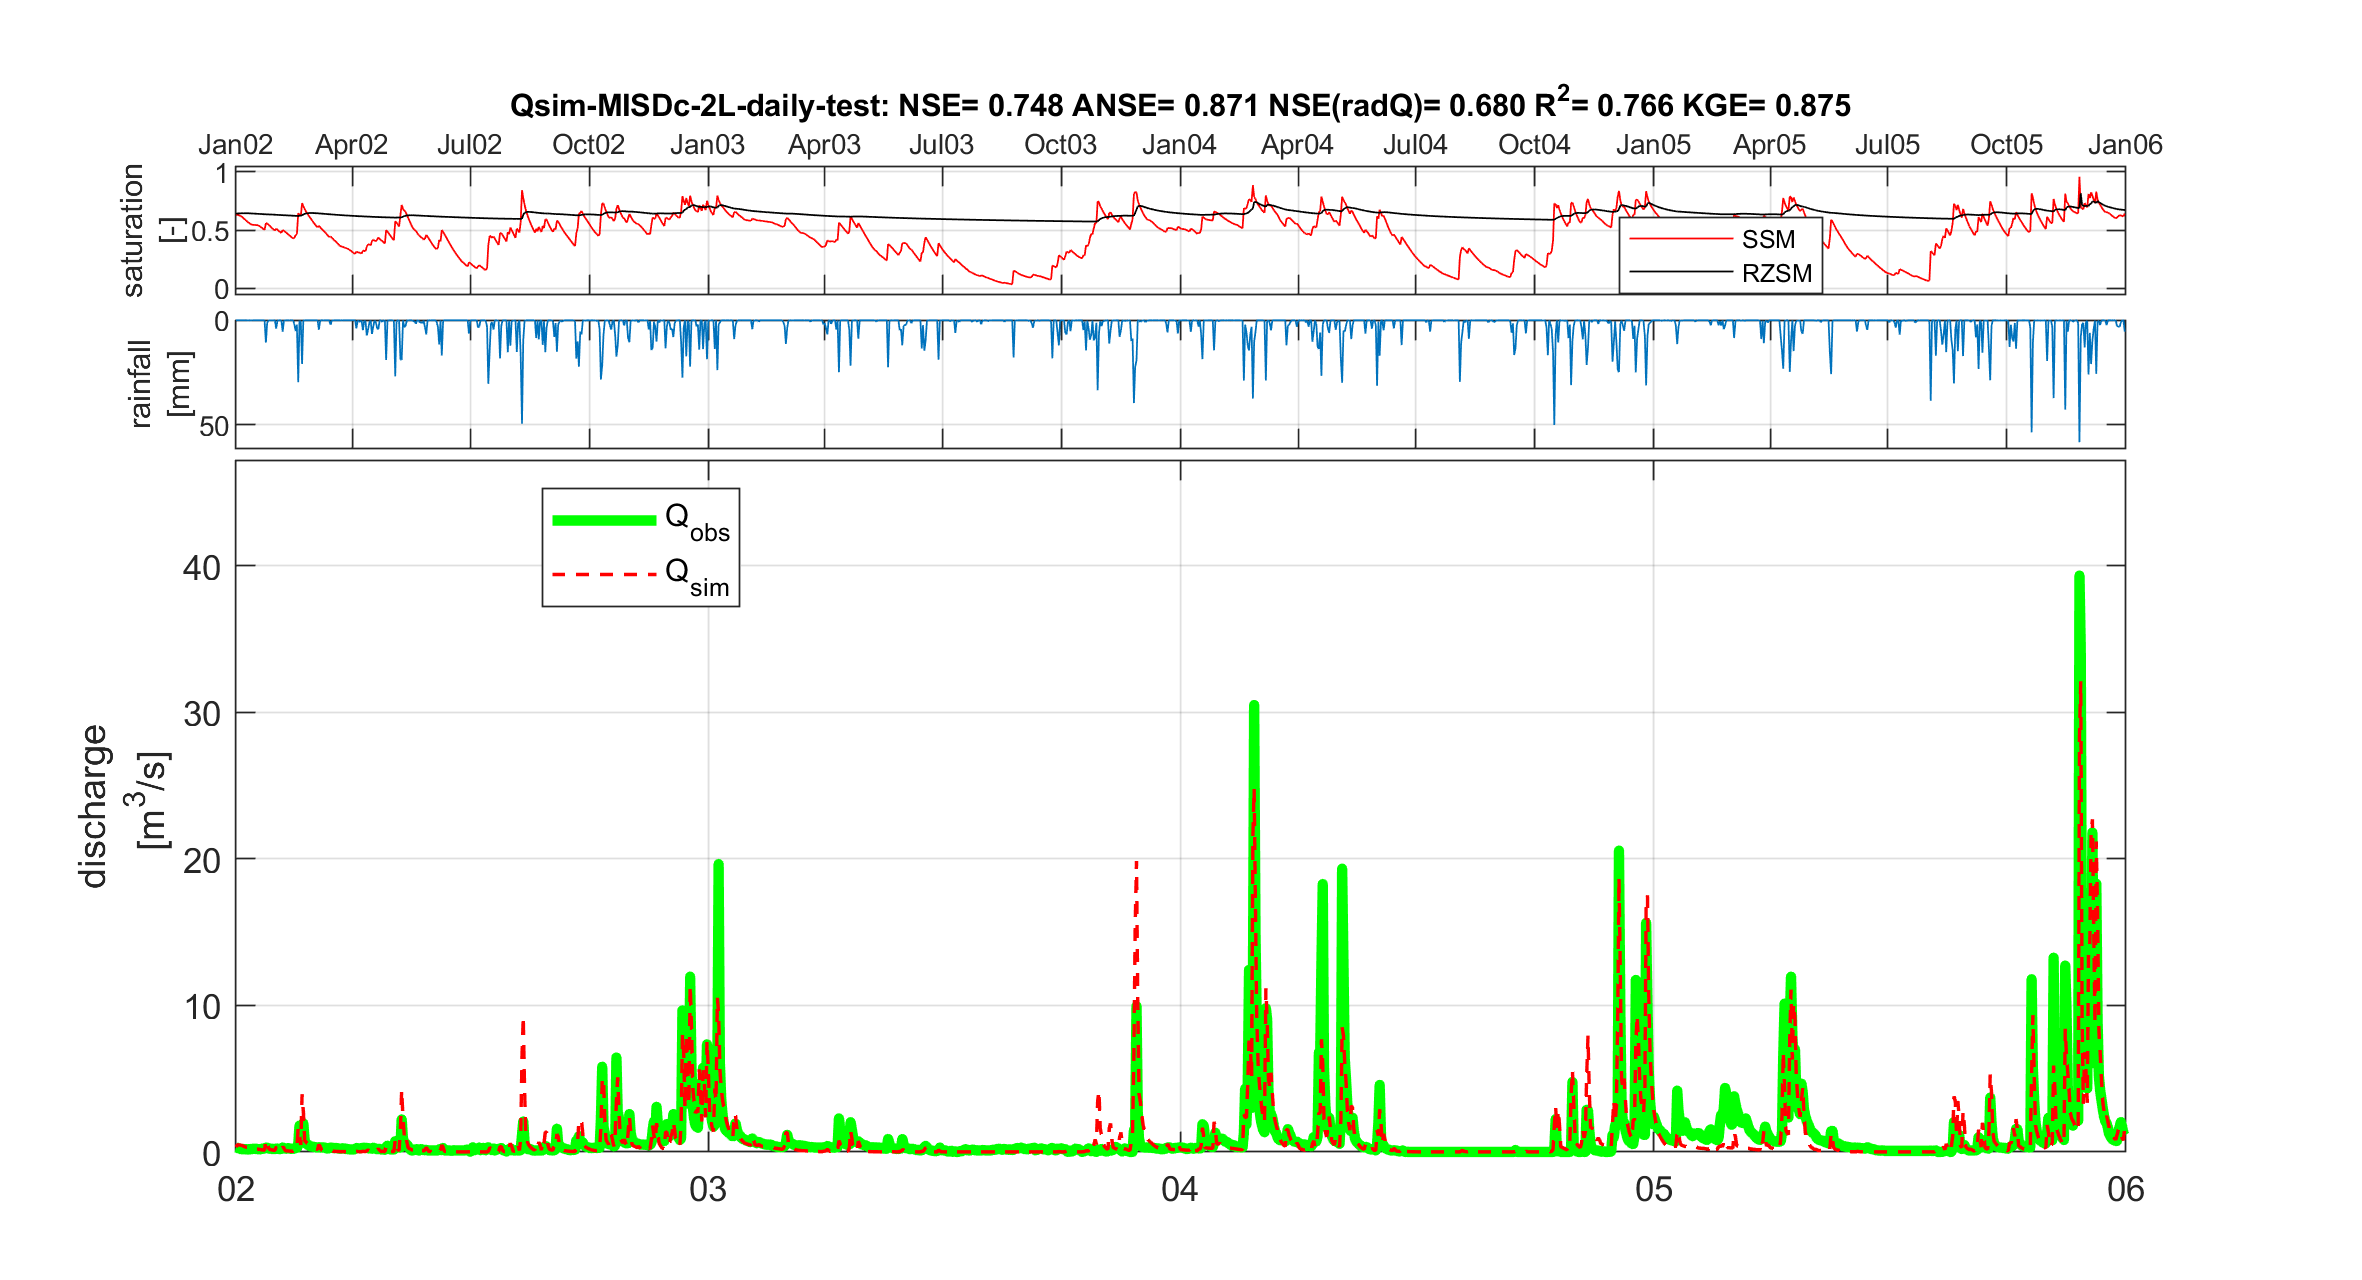 Qsim-MISDc-2L-daily-test: NSE= 0.748 ANSE= 0.871 NSE(radQ)= 0.680 R²= 0.766 KGE= 0.875
Jan02 Apr02 Jul02 Oct02 Jan03 Apr03 Jul03 Oct03 Jan04 Apr04 Jul04 Oct04 Jan05 Apr05 Jul05 Oct05 Jan06
saturation
[-]
1
0.5
0
SSM
RZSM
rainfall
[mm]
0
50
discharge
[m³/s]
Qobs
Qsim
40
30
20
10
0
02 03 04 05 06